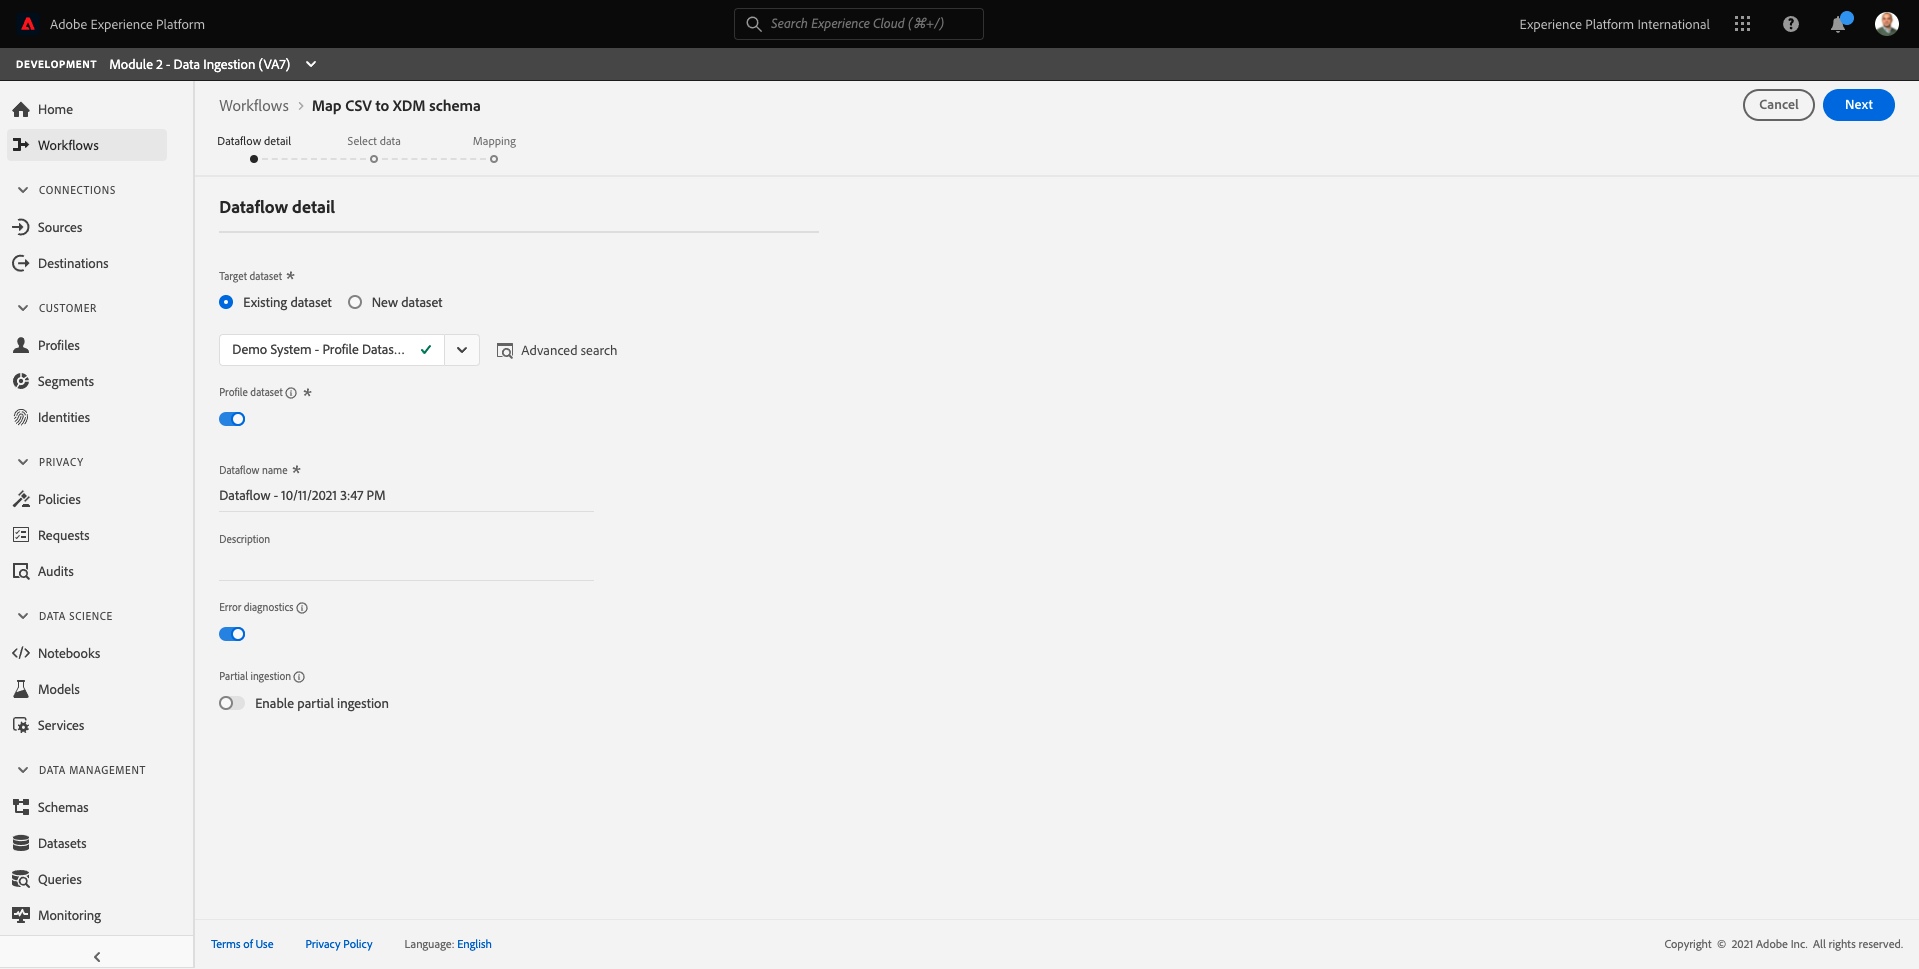 Adobe Experience Platform
Search Experience Cloud (⌘+/)
Experience Platform International
DEVELOPMENT Module 2 - Data Ingestion (VA7)
Home
Workflows
CONNECTIONS
Sources
Destinations
CUSTOMER
Profiles
Segments
Identities
PRIVACY
Policies
Requests
Audits
DATA SCIENCE
Notebooks
Models
Services
DATA MANAGEMENT
Schemas
Datasets
Queries
Monitoring
Workflows > Map CSV to XDM schema
Cancel
Next
Dataflow detail
Select data
Mapping
Dataflow detail
Target dataset *
Existing dataset
New dataset
Demo System - Profile Datas...
Advanced search
Profile dataset *
Dataflow name *
Dataflow - 10/11/2021 3:47 PM
Description
Error diagnostics
Partial ingestion
Enable partial ingestion
Terms of Use
Privacy Policy
Language: English
Copyright © 2021 Adobe Inc. All rights reserved.